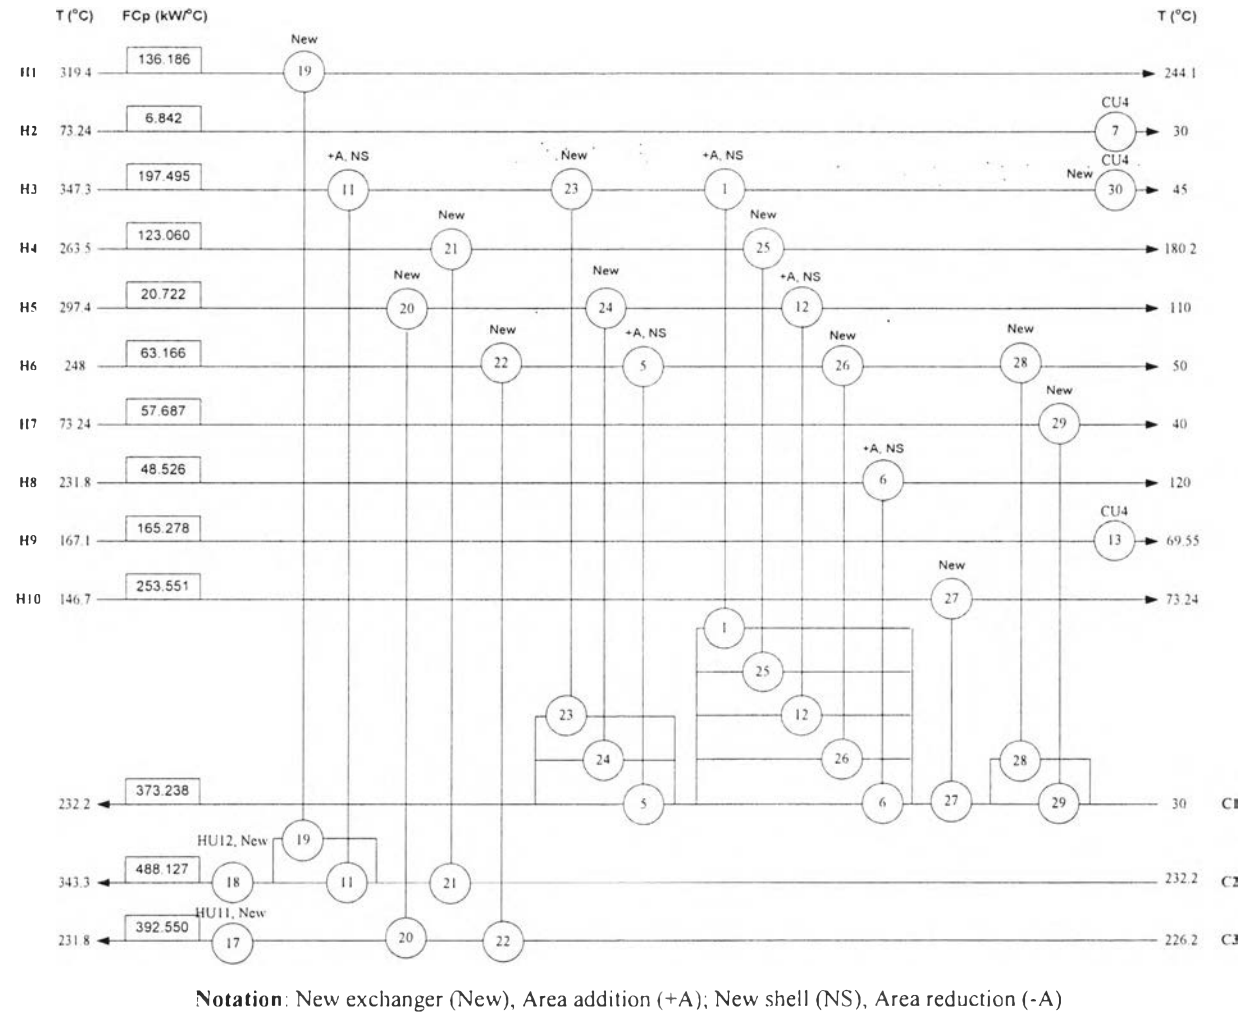 T (°C) FCp (kW/°C) T (°C)
New
136.186
H1 319.4 19 244.1
CU4
6.842
H2 73.24 7 30
+A, NS New +A, NS CU4
197.495 New
H3 347.3 11 23 1 30 45
New New
123.060
H4 263.5 21 25 180.2
New New +A, NS
20.722
H5 297.4 20 24 12 110
New +A, NS New New
63.166
H6 248 22 5 26 28 50
New
57.687
H7 73.24 29 40
+A, NS
48.526
H8 231.8 6 120
CU4
165.278
H9 167.1 13 69.55
New
253.551
H10 146.7 27 73.24
1
25
23 12
24 26 28
373.238
232.2 5 6 27 29 30 C1
HU12, New 19
488.127
343.3 18 11 21 232.2 C2
HU11, New
392.550
231.8 17 20 22 226.2 C3
Notation: New exchanger (New), Area addition (+A); New shell (NS), Area reduction (-A)